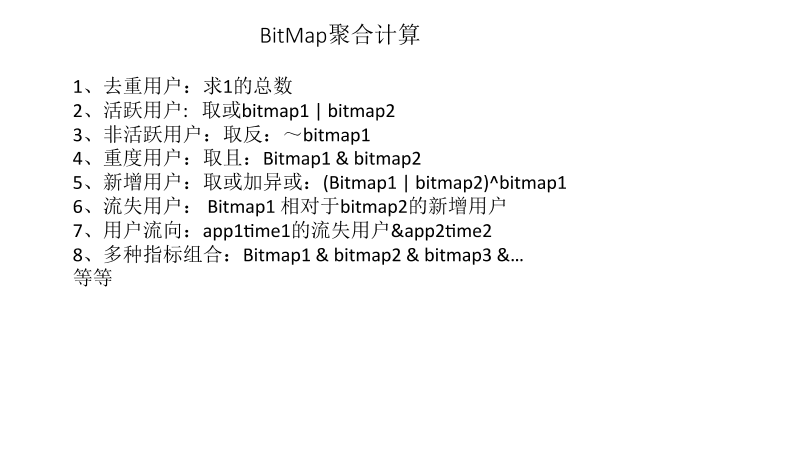 BitMap聚合计算
1、去重用户：求1的总数
2、活跃用户：取或bitmap1 | bitmap2
3、非活跃用户：取反：～bitmap1
4、重度用户：取且：Bitmap1 & bitmap2
5、新增用户：取或加异或：(Bitmap1 | bitmap2)^bitmap1
6、流失用户： Bitmap1 相对于bitmap2的新增用户
7、用户流向：app1time1的流失用户&app2time2
8、多种指标组合：Bitmap1 & bitmap2 & bitmap3 &…
等等